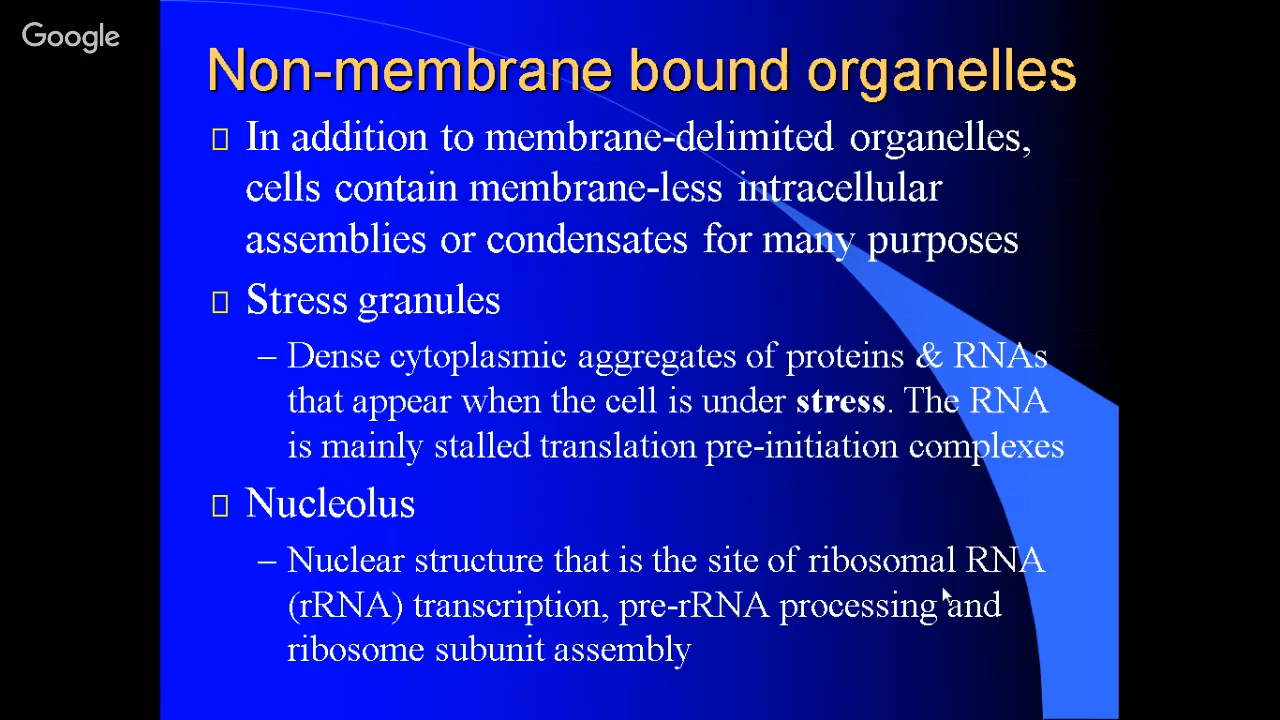 Google
Non-membrane bound organelles
In addition to membrane-delimited organelles,
cells contain membrane-less intracellular
assemblies or condensates for many purposes
Stress granules
– Dense cytoplasmic aggregates of proteins & RNAs
that appear when the cell is under stress. The RNA
is mainly stalled translation pre-initiation complexes
Nucleolus
– Nuclear structure that is the site of ribosomal RNA
(rRNA) transcription, pre-rRNA processing and
ribosome subunit assembly